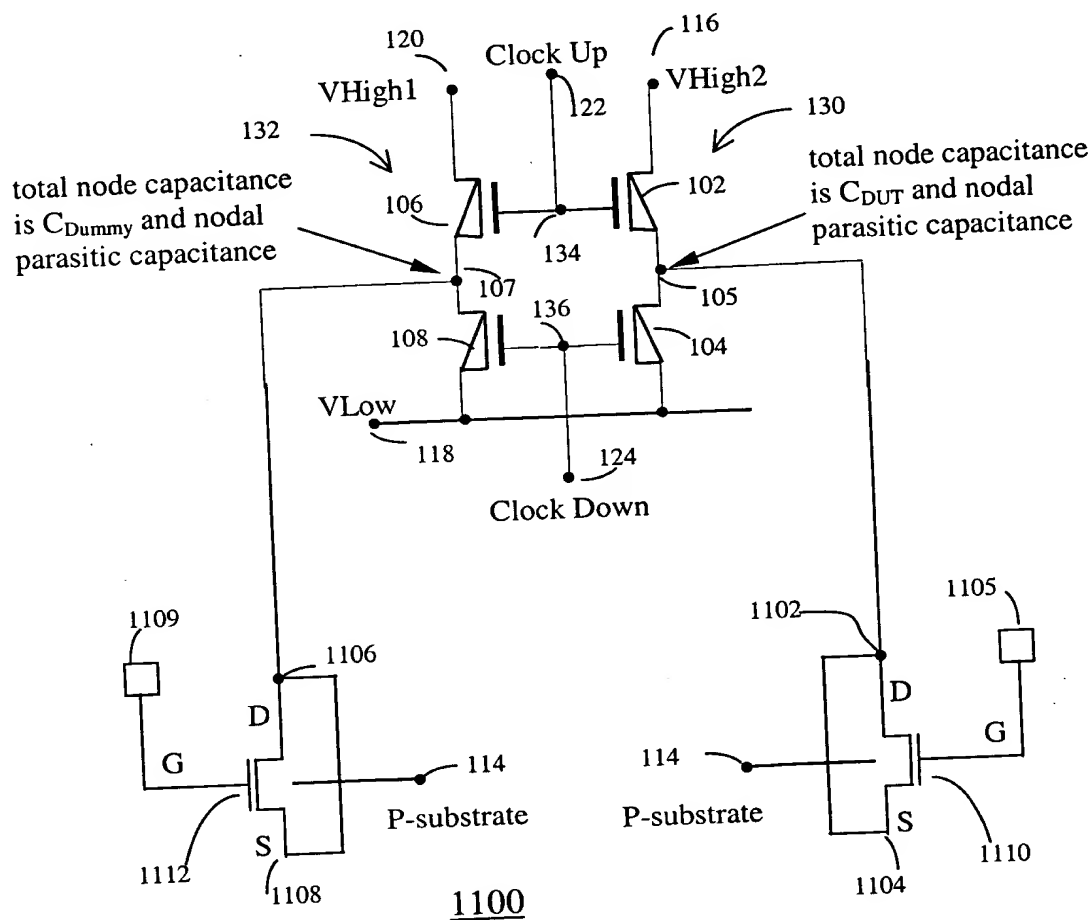 120
116
Clock Up
VHigh1
VHigh2
122
132
130
total node capacitance
is CDummy and nodal
parasitic capacitance
total node capacitance
is CDUT and nodal
parasitic capacitance
106
102
134
107
105
136
108
104
VLow
118
124
Clock Down
1109
1106
1102
1105
D
D
G
G
114
114
P-substrate
P-substrate
S
S
1112
1108
1104
1110
1100